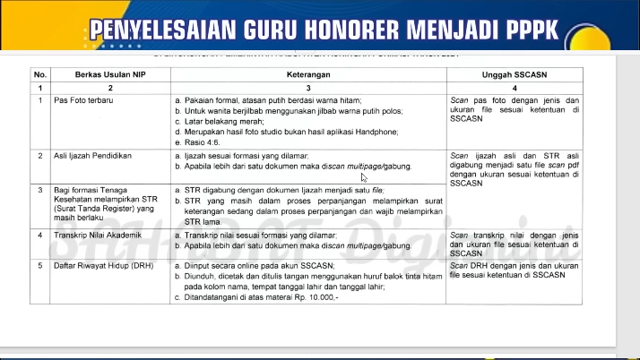 PENYELESAIAN GURU HONORER MENJADI PPPK
No. Berkas Usulan NIP Keterangan Unggah SSCASN
1 2 3 4
1 Pas Foto terbaru
a. Pakaian formal, atasan putih berdasi warna hitam;
b. Untuk wanita berjilbab menggunakan jilbab warna putih polos;
c. Latar belakang merah;
d. Merupakan hasil foto studio bukan hasil aplikasi Handphone;
e. Rasio 4:6.
Scan pas foto dengan jenis dan
ukuran file sesuai ketentuan di
SSCASN
2 Asli Ijazah Pendidikan
a. Ijazah sesuai formasi yang dilamar;
b. Apabila lebih dari satu dokumen maka discan multipage/gabung.
Scan ijazah asli dan STR asli
digabung menjadi satu file scan pdf
dengan ukuran file sesuai ketentuan di
SSCASN
3 Bagi formasi Tenaga
Kesehatan melampirkan STR
(Surat Tanda Register) yang
masih berlaku
a. STR digabung dengan dokumen Ijazah menjadi satu file;
b. STR yang masih dalam proses perpanjangan melampirkan surat
keterangan sedang dalam proses perpanjangan dan wajib melampirkan
STR lama.
4 Transkrip Nilai Akademik
a. Transkrip nilai sesuai formasi yang dilamar;
b. Apabila lebih dari satu dokumen maka discan multipage/gabung.
Scan transkrip nilai dengan jenis
dan ukuran file sesuai ketentuan di
SSCASN
5 Daftar Riwayat Hidup (DRH)
a. Diinput secara online pada akun SSCASN;
b. Diunduh, dicetak dan ditulis tangan menggunakan huruf balok tinta hitam
pada kolom nama, tempat tanggal lahir dan tanggal lahir;
c. Ditandatangani di atas materai Rp. 10.000,-
Scan DRH dengan jenis dan ukuran
file sesuai ketentuan di SSCASN